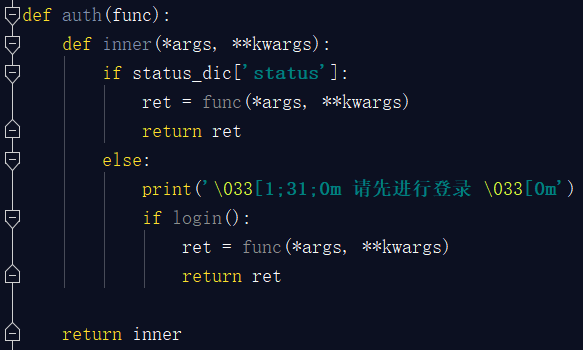 def auth(func):
    def inner(*args, **kwargs):
        if status_dic['status']:
            ret = func(*args, **kwargs)
            return ret
        else:
            print('\033[1;31;0m 请先进行登录 \033[0m')
            if login():
                ret = func(*args, **kwargs)
                return ret
    return inner